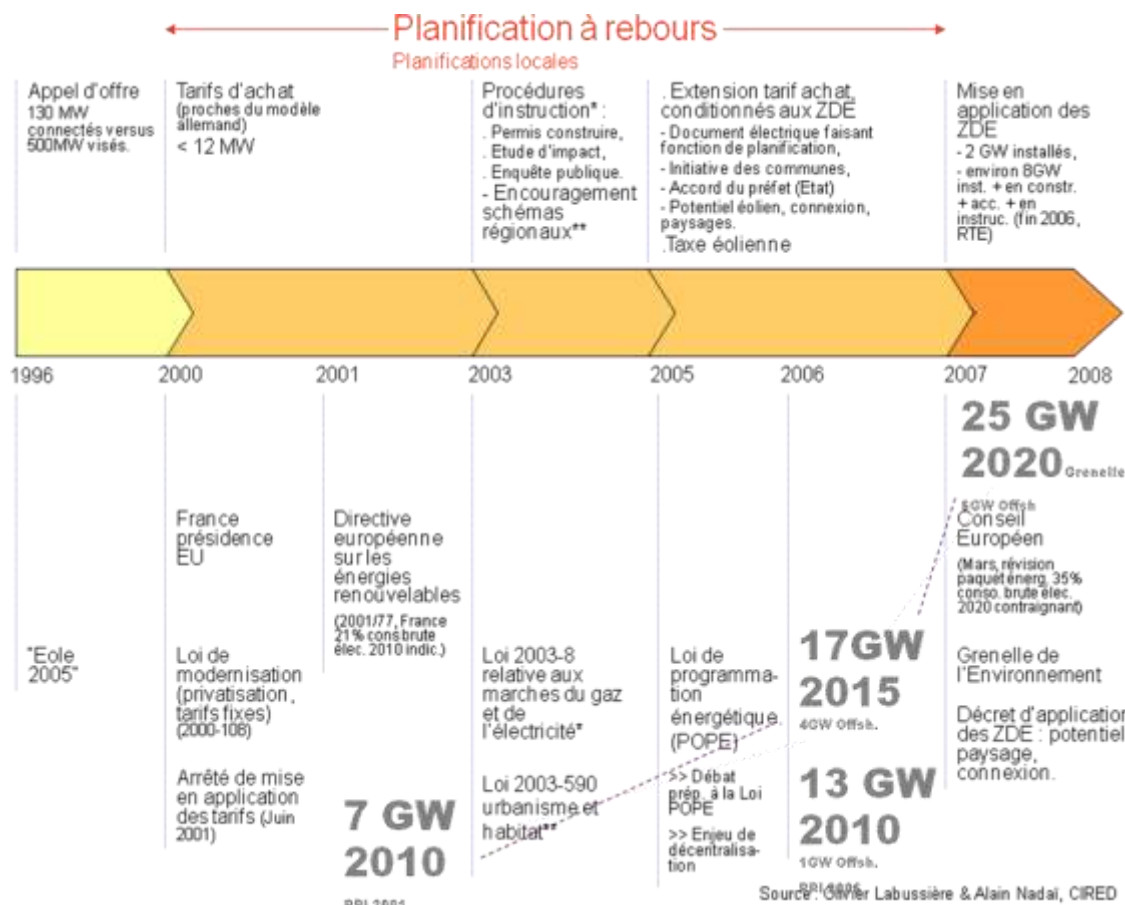 Planification à rebours
Planifications locales
Appel d'offre
130 MW
connectés versus
500MW visés.
Tarifs d'achat
(proches du modèle
allemand)
< 12 MW
Procédures
d'instruction* :
. Permis construire,
. Etude d'impact,
. Enquête publique.
- Encouragement
schémas
régionaux**
. Extension tarif achat,
conditionnés aux ZDE
- Document électrique faisant
fonction de planification,
- Initiative des communes,
- Accord du préfet (Etat)
- Potentiel éolien, connexion,
paysages.
.Taxe éolienne
Mise en
application des
ZDE
- 2 GW installés,
- environ 8GW
inst. + en constr.
+ acc. + en
instruc. (fin 2006,
RTE)
1996
2000
2001
2003
2005
2006
2007
2008
"Eole
2005"
France
présidence
EU
Loi de
modernisation
(privatisation,
tarifs fixes)
(2000-108)
Arrêté de mise
en application
des tarifs (Juin
2001)
Directive
européenne
sur les
énergies
renouvelables
(2001/77, France
21% consbrute
élec. 2010 indic.)
7 GW
2010
PPI 2001
Loi 2003-8
relative aux
marches du gaz
et de
l'électricité*
Loi 2003-590
urbanisme et
habitat**
Loi de
programma-
tion
énergétique.
(POPE)
>> Débat
prép. à la Loi
POPE
>> Enjeu de
décentralisa-
tion
17GW
2015
4GW Offsh.
13 GW
2010
1GW Offsh.
25 GW
2020 Grenelle
Offsh
Conseil
Européen
(Mars, révision
paquet énerg, 35%
conso. brute élec.
2020 contraignant)
Grenelle de
l'Environnement
Décret d'application
des ZDE : potentiel
paysage,
connexion.
Source : Olivier Labussière & Alain Nadaï, CIRED